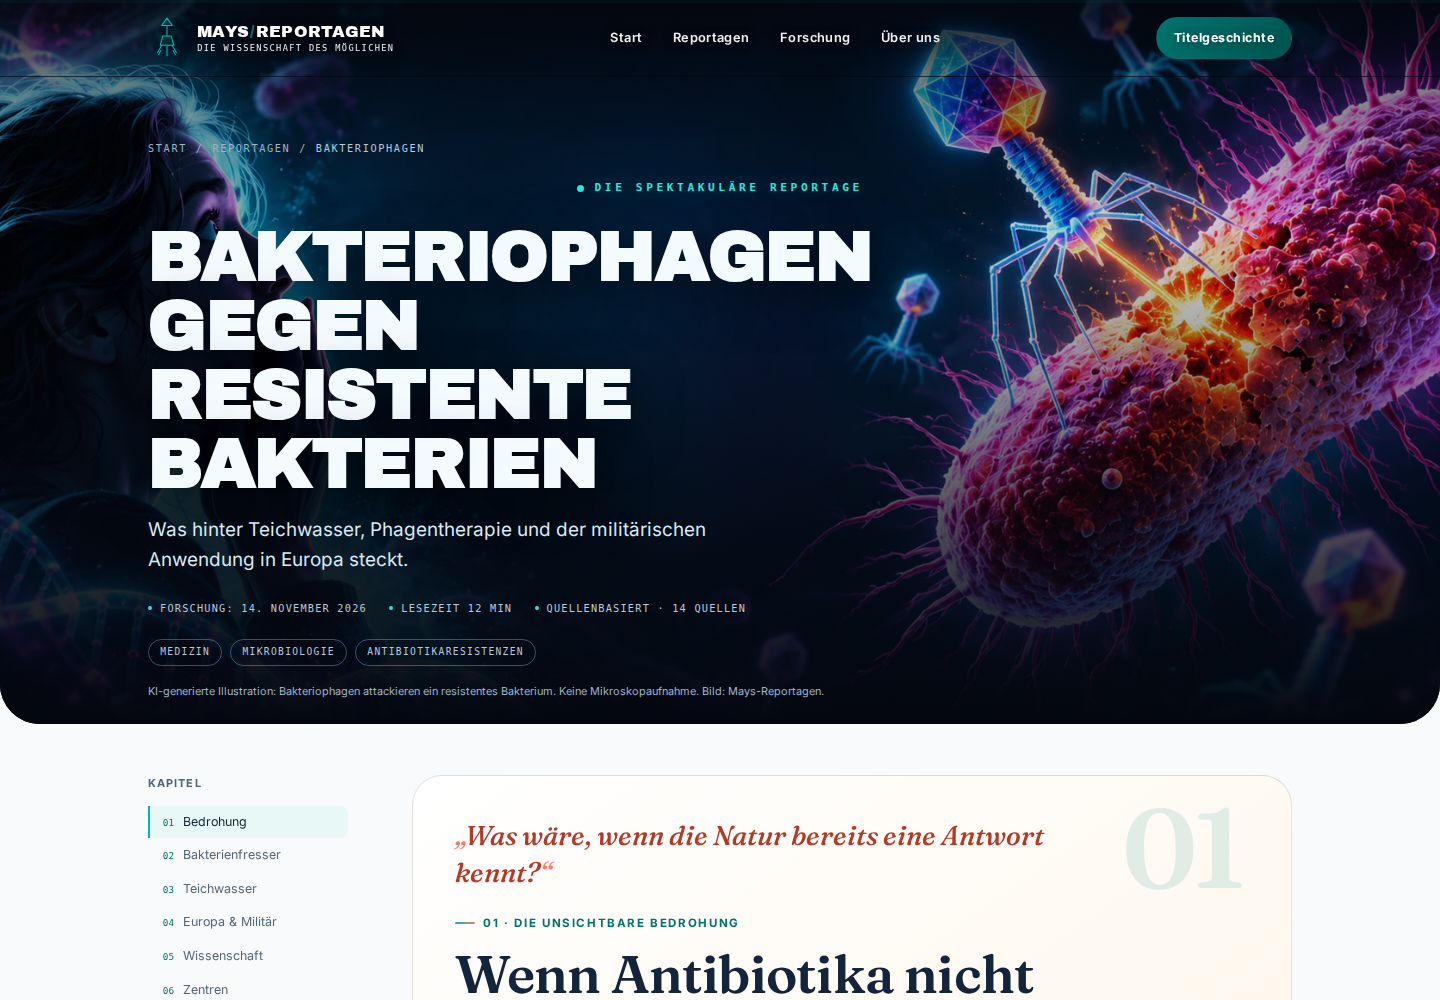 MAYS/REPORTAGEN
DIE WISSENSCHAFT DES MÖGLICHEN
Start
Reportagen
Forschung
Über uns
Titelgeschichte
START / REPORTAGEN / BAKTERIOPHAGEN
DIE SPEKTAKULÄRE REPORTAGE
BAKTERIOPHAGEN
GEGEN
RESISTENTE
BAKTERIEN
Was hinter Teichwasser, Phagentherapie und der militärischen
Anwendung in Europa steckt.
FORSCHUNG: 14. NOVEMBER 2026
LESEZEIT 12 MIN
QUELLENBASIERT · 14 QUELLEN
MEDIZIN
MIKROBIOLOGIE
ANTIBIOTIKARESISTENZEN
KI-generierte Illustration: Bakteriophagen attackieren ein resistentes Bakterium. Keine Mikroskopaufnahme. Bild: Mays-Reportagen.
KAPITEL
01 Bedrohung
02 Bakterienfresser
03 Teichwasser
04 Europa & Militär
05 Wissenschaft
06 Zentren
01
„Was wäre, wenn die Natur bereits eine Antwort
kennt?“
01 · DIE UNSICHTBARE BEDROHUNG
Wenn Antibiotika nicht